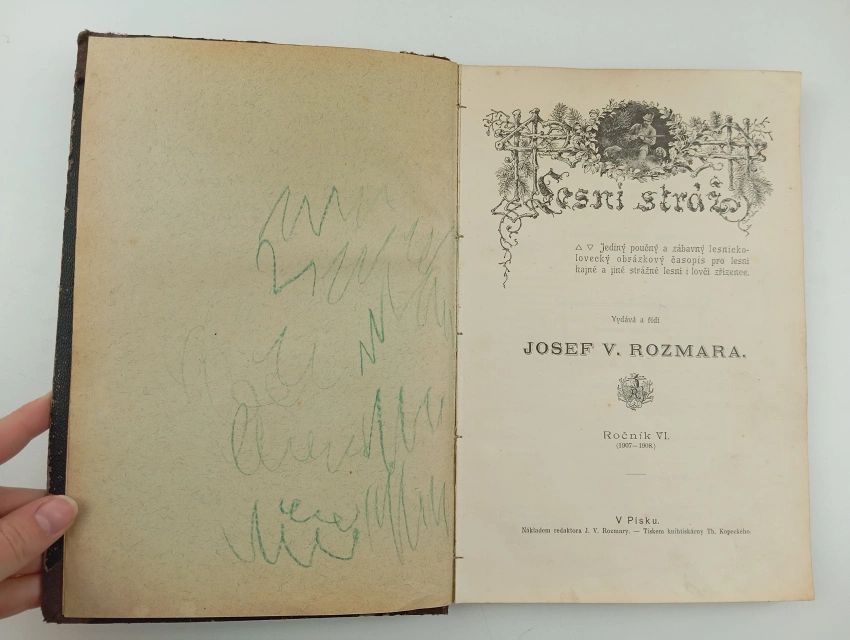 Lesní stráž
△ ▽ Jediný poučný a zábavný lesnicko-
lovecký obrázkový časopis pro lesní
hajné a jiné strážné lesní i lovčí zřízence.
Vydává a řídí
JOSEF V. ROZMARA.
Ročník VI.
(1907—1908.)
V Písku.
Nákladem redaktora J. V. Rozmary. — Tiskem knihtiskárny Th. Kopeckého.